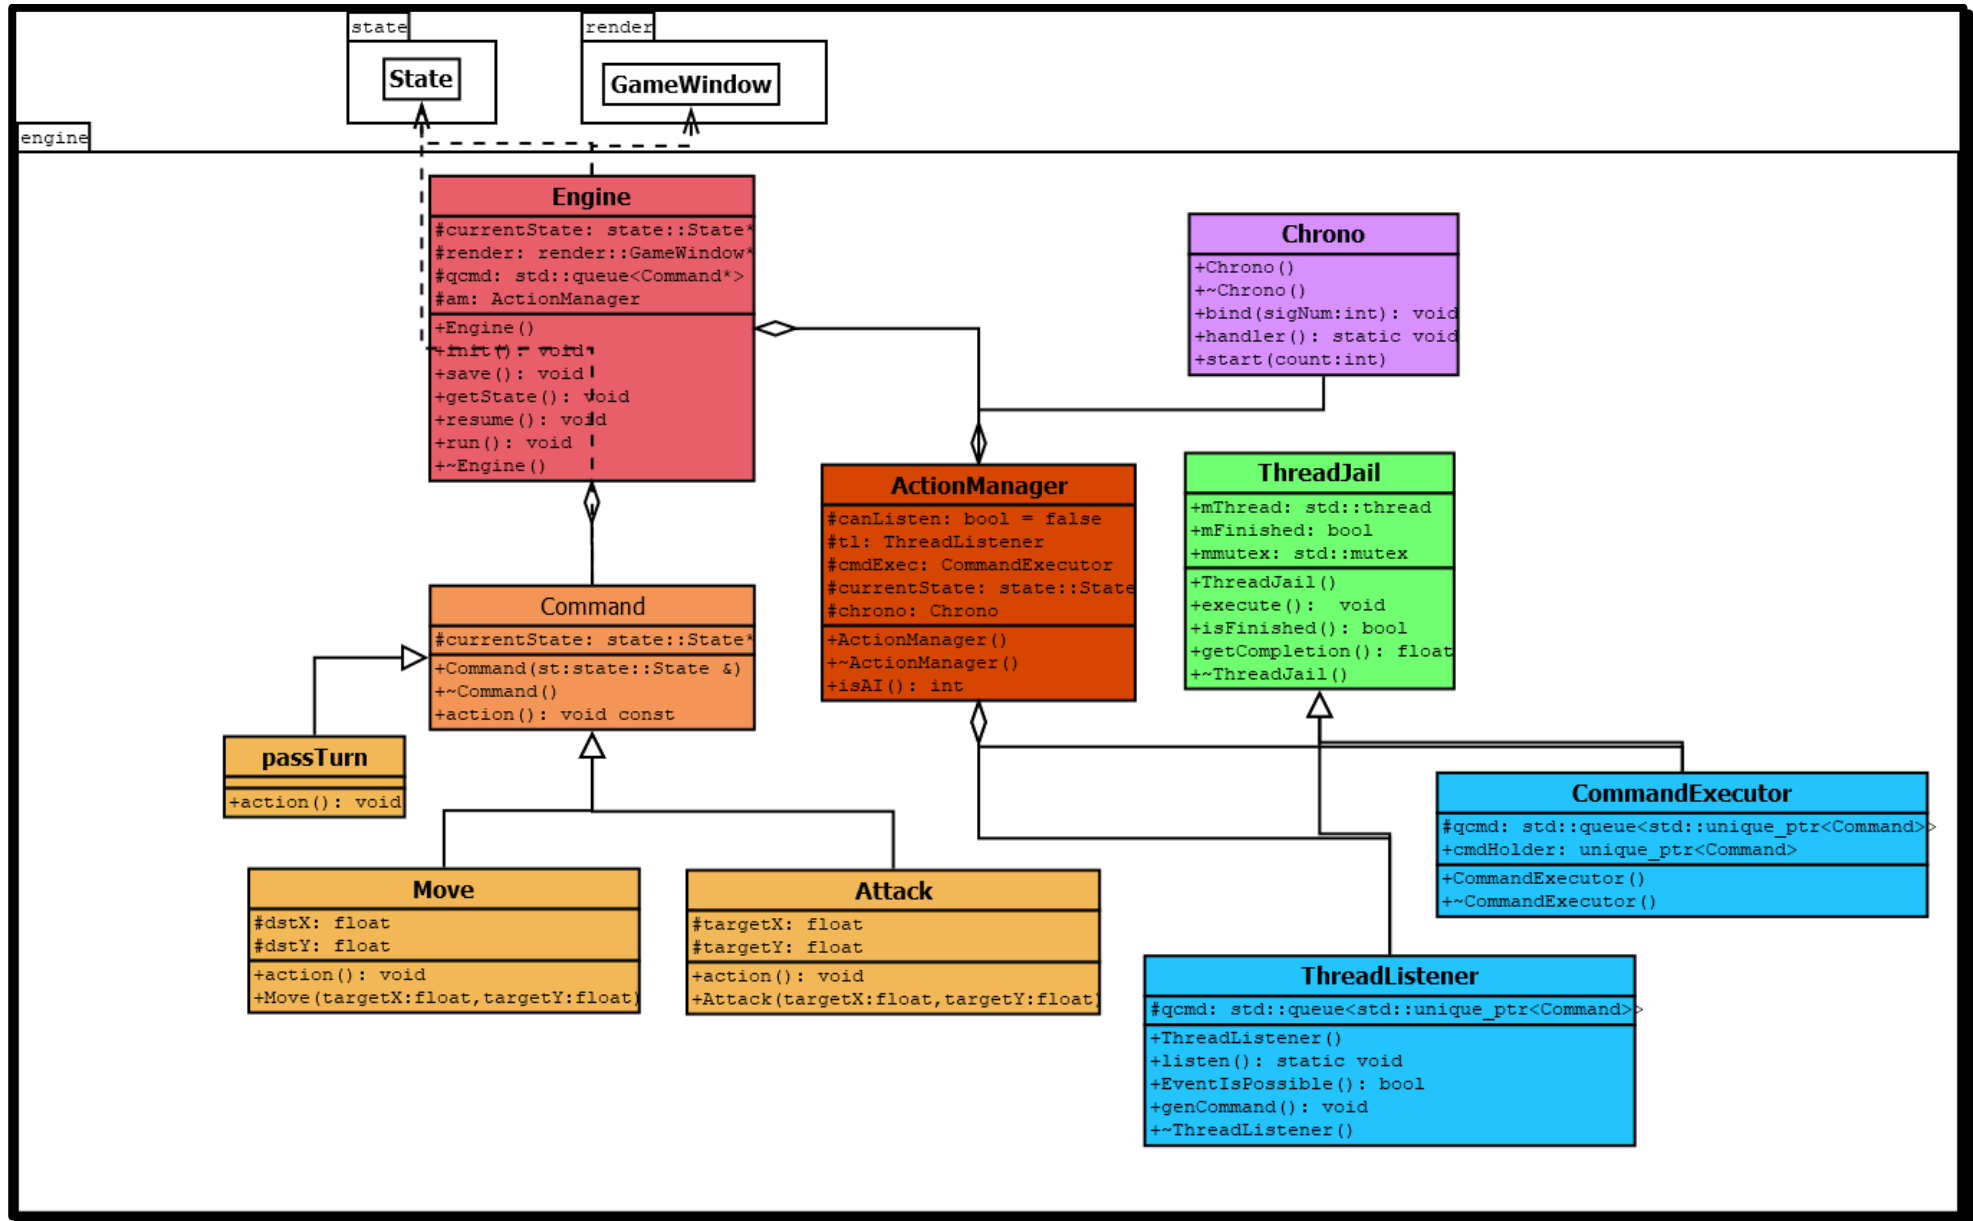 state
State
render
GameWindow
engine
Engine
#currentState: state::State*
#render: render::GameWindow*
#qcmd: std::queue<Command*>
#am: ActionManager
+Engine()
+init(): void
+save(): void
+getState(): void
+resume(): void
+run(): void
+~Engine()
Chrono
+Chrono()
+~Chrono()
+bind(sigNum:int): void
+handler(): static void
+start(count:int)
ActionManager
#canListen: bool = false
#tl: ThreadListener
#cmdExec: CommandExecutor
#currentState: state::State
#chrono: Chrono
+ActionManager()
+~ActionManager()
+isAI(): int
ThreadJail
+mThread: std::thread
+mFinished: bool
+mmutex: std::mutex
+ThreadJail()
+execute():  void
+isFinished(): bool
+getCompletion(): float
+~ThreadJail()
Command
#currentState: state::State*
+Command(st:state::State &)
+~Command()
+action(): void const
passTurn
+action(): void
Move
#dstX: float
#dstY: float
+action(): void
+Move(targetX:float,targetY:float)
Attack
#targetX: float
#targetY: float
+action(): void
+Attack(targetX:float,targetY:float)
CommandExecutor
#qcmd: std::queue<std::unique_ptr<Command>>
+cmdHolder: unique_ptr<Command>
+CommandExecutor()
+~CommandExecutor()
ThreadListener
#qcmd: std::queue<std::unique_ptr<Command>>
+ThreadListener()
+listen(): static void
+EventIsPossible(): bool
+genCommand(): void
+~ThreadListener()